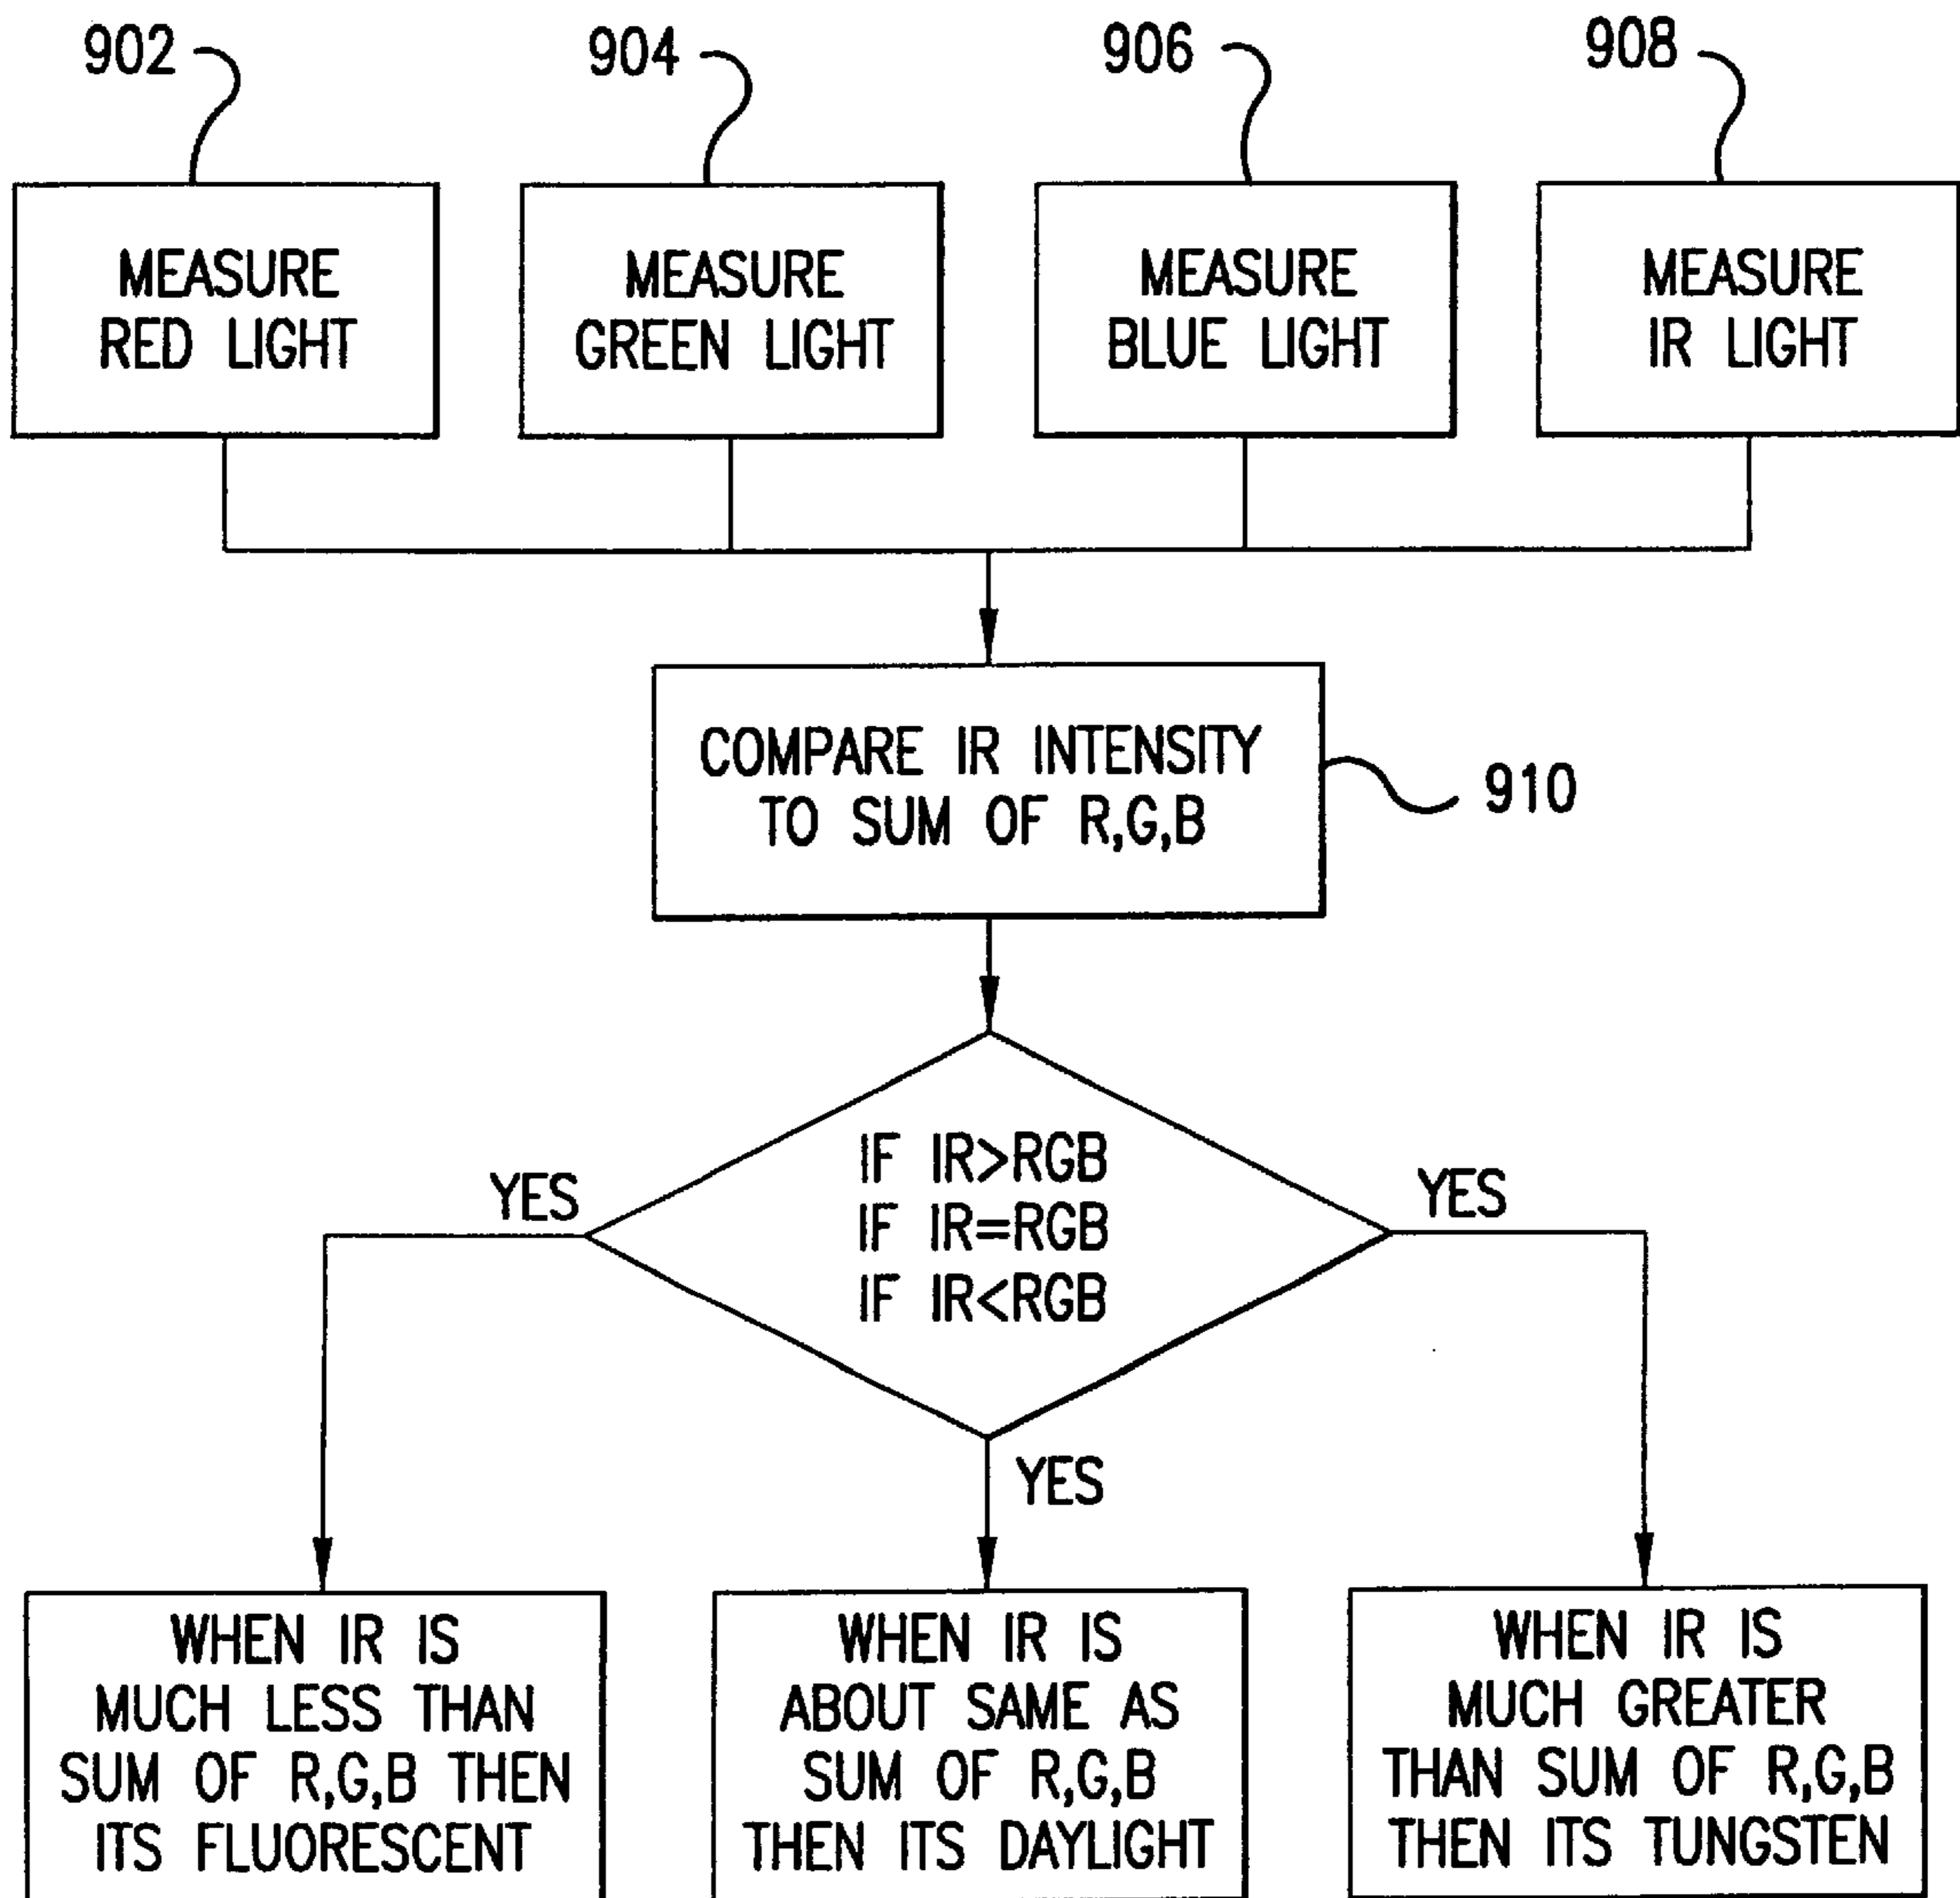 902
904
906
908
MEASURE
RED LIGHT
MEASURE
GREEN LIGHT
MEASURE
BLUE LIGHT
MEASURE
IR LIGHT
COMPARE IR INTENSITY
TO SUM OF R,G,B
910
IF IR>RGB
IF IR=RGB
IF IR<RGB
YES
YES
YES
WHEN IR IS
MUCH LESS THAN
SUM OF R,G,B THEN
ITS FLUORESCENT
WHEN IR IS
ABOUT SAME AS
SUM OF R,G,B
THEN ITS DAYLIGHT
WHEN IR IS
MUCH GREATER
THAN SUM OF R,G,B
THEN ITS TUNGSTEN